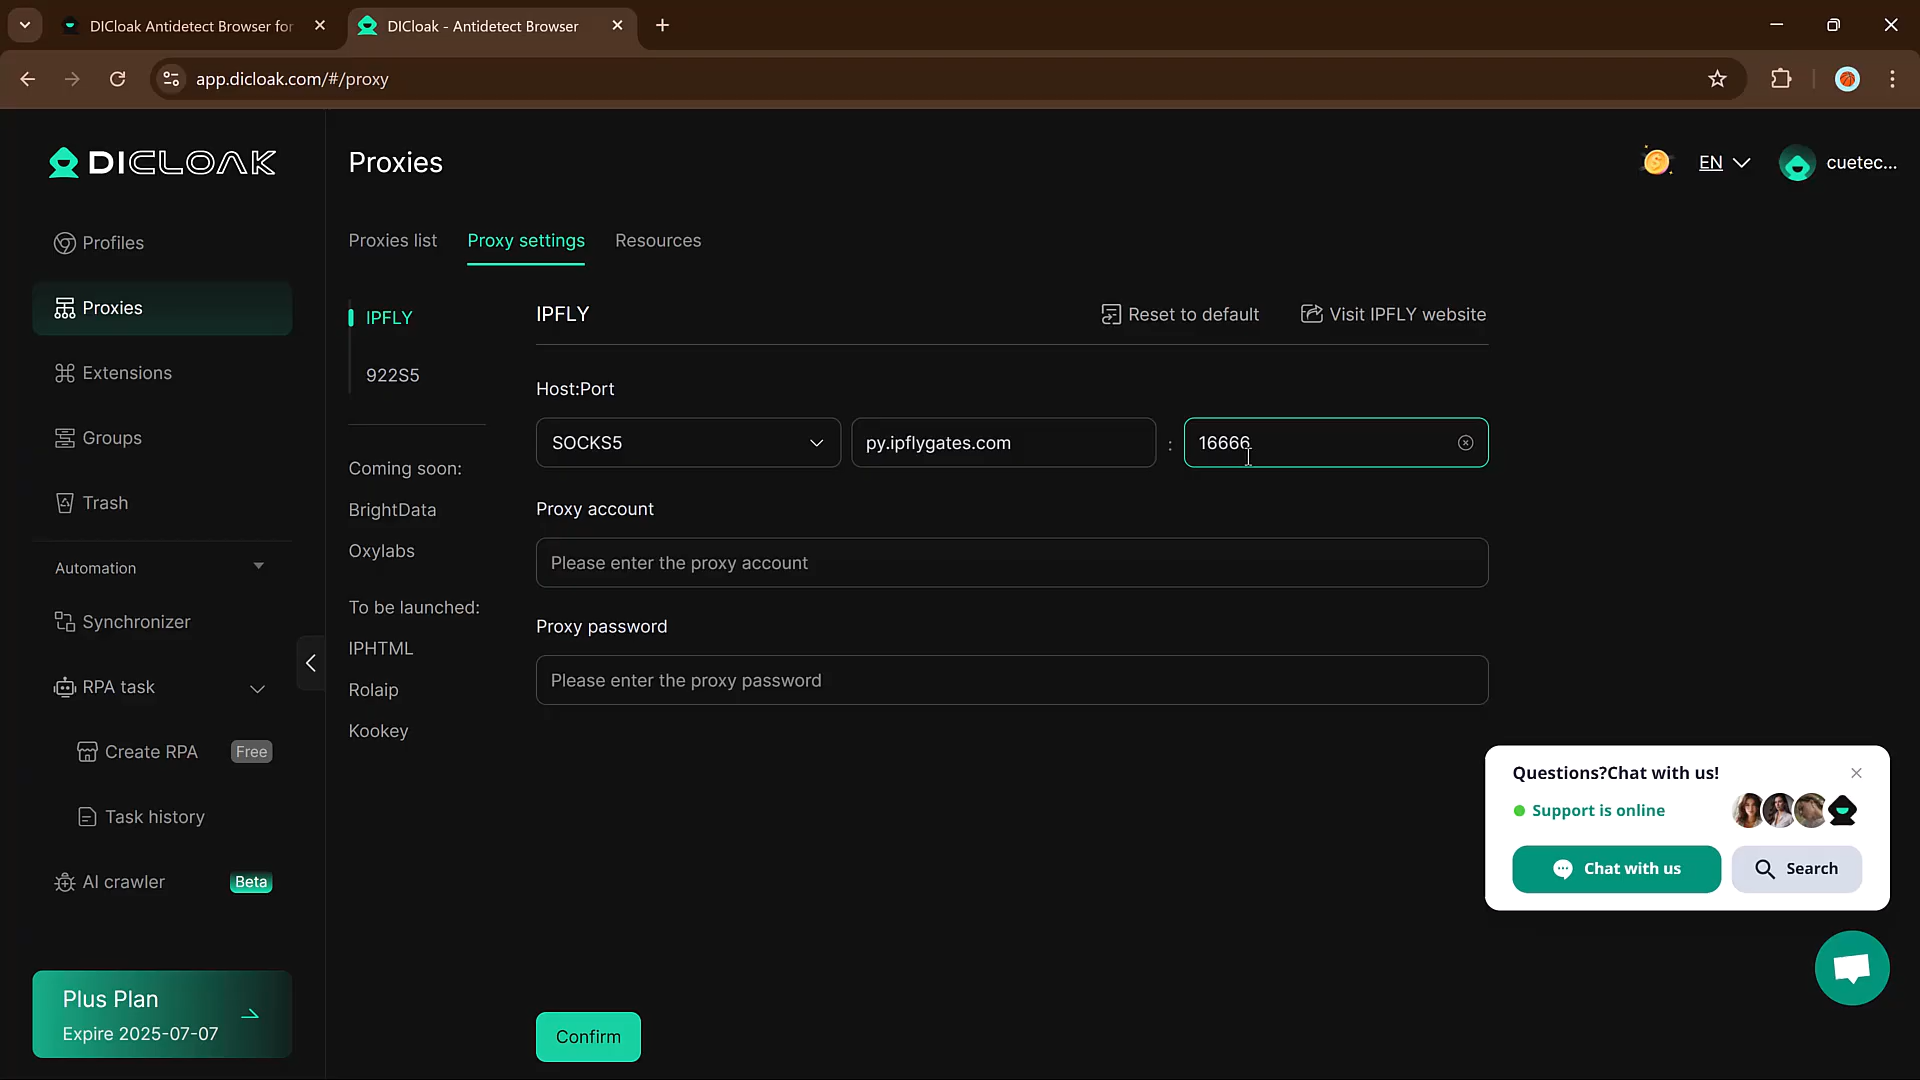 DICloak Antidetect Browser for
DICloak - Antidetect Browser
app.dicloak.com/#/proxy
DICLOAK
Proxies
EN
cuetec...
Profiles
Proxies
Extensions
Groups
Trash
Automation
Synchronizer
RPA task
Create RPA
Free
Task history
AI crawler
Beta
Plus Plan
Expire 2025-07-07
Proxies list
Proxy settings
Resources
IPFLY
922S5
Coming soon:
BrightData
Oxylabs
To be launched:
IPHTML
Rolaip
Kookey
IPFLY
Reset to default
Visit IPFLY website
Host:Port
SOCKS5
py.ipflygates.com
:
16666
Proxy account
Please enter the proxy account
Proxy password
Please enter the proxy password
Confirm
Questions?Chat with us!
Support is online
Chat with us
Search